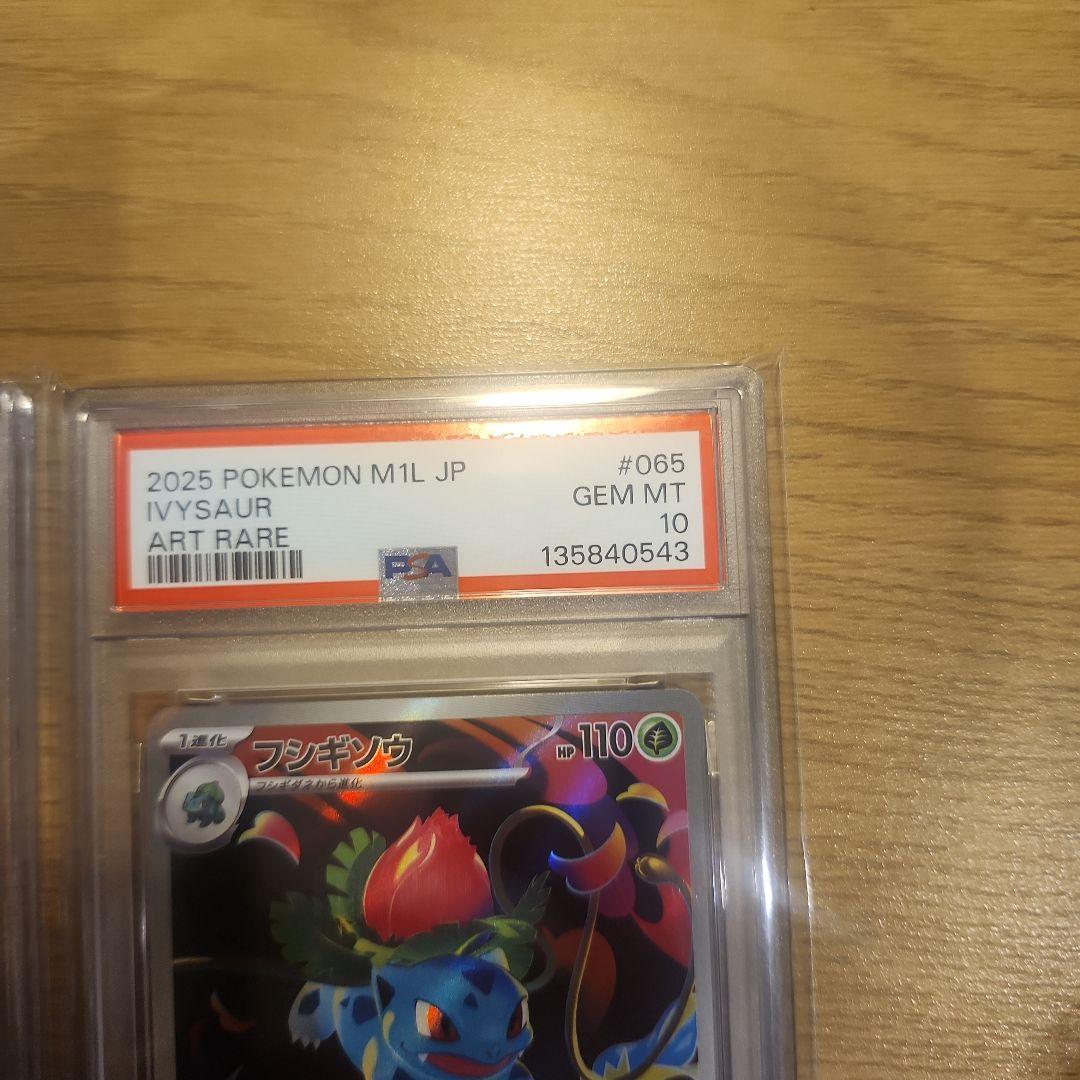 2025 POKEMON M1L JP #065
IVYSAUR GEM MT
ART RARE 10
135840543
PSA
1進化 フシギソウ HP 110
フシギダネから進化